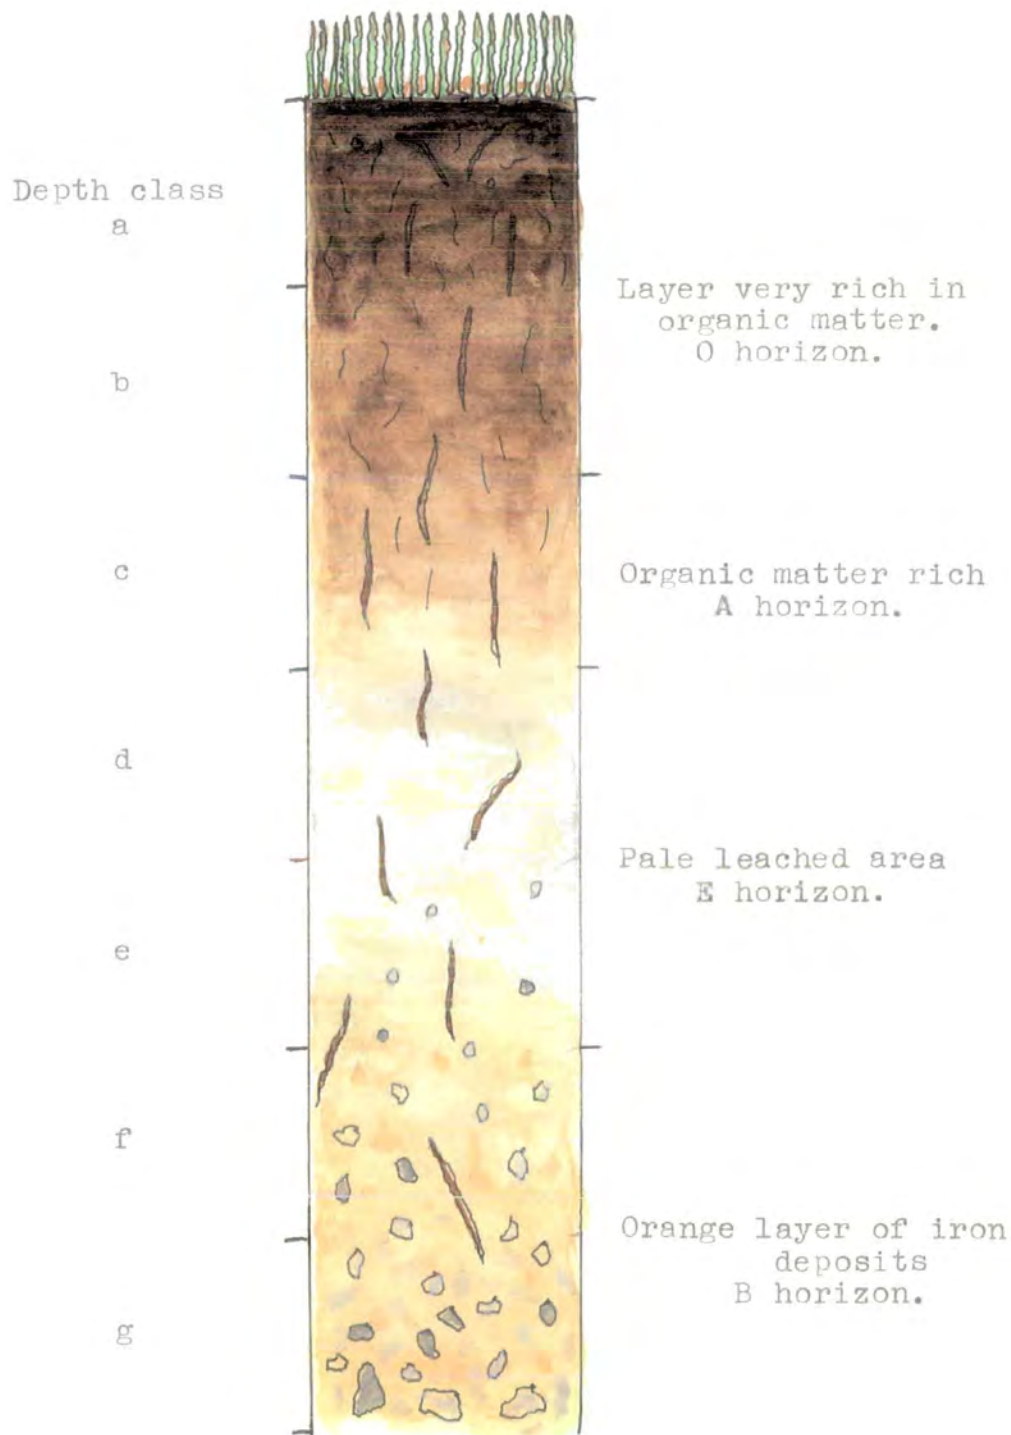 Depth class
a
Layer very rich in
organic matter.
O horizon.
b
c
Organic matter rich
A horizon.
d
Pale leached area
E horizon.
e
f
Orange layer of iron
deposits
B horizon.
g